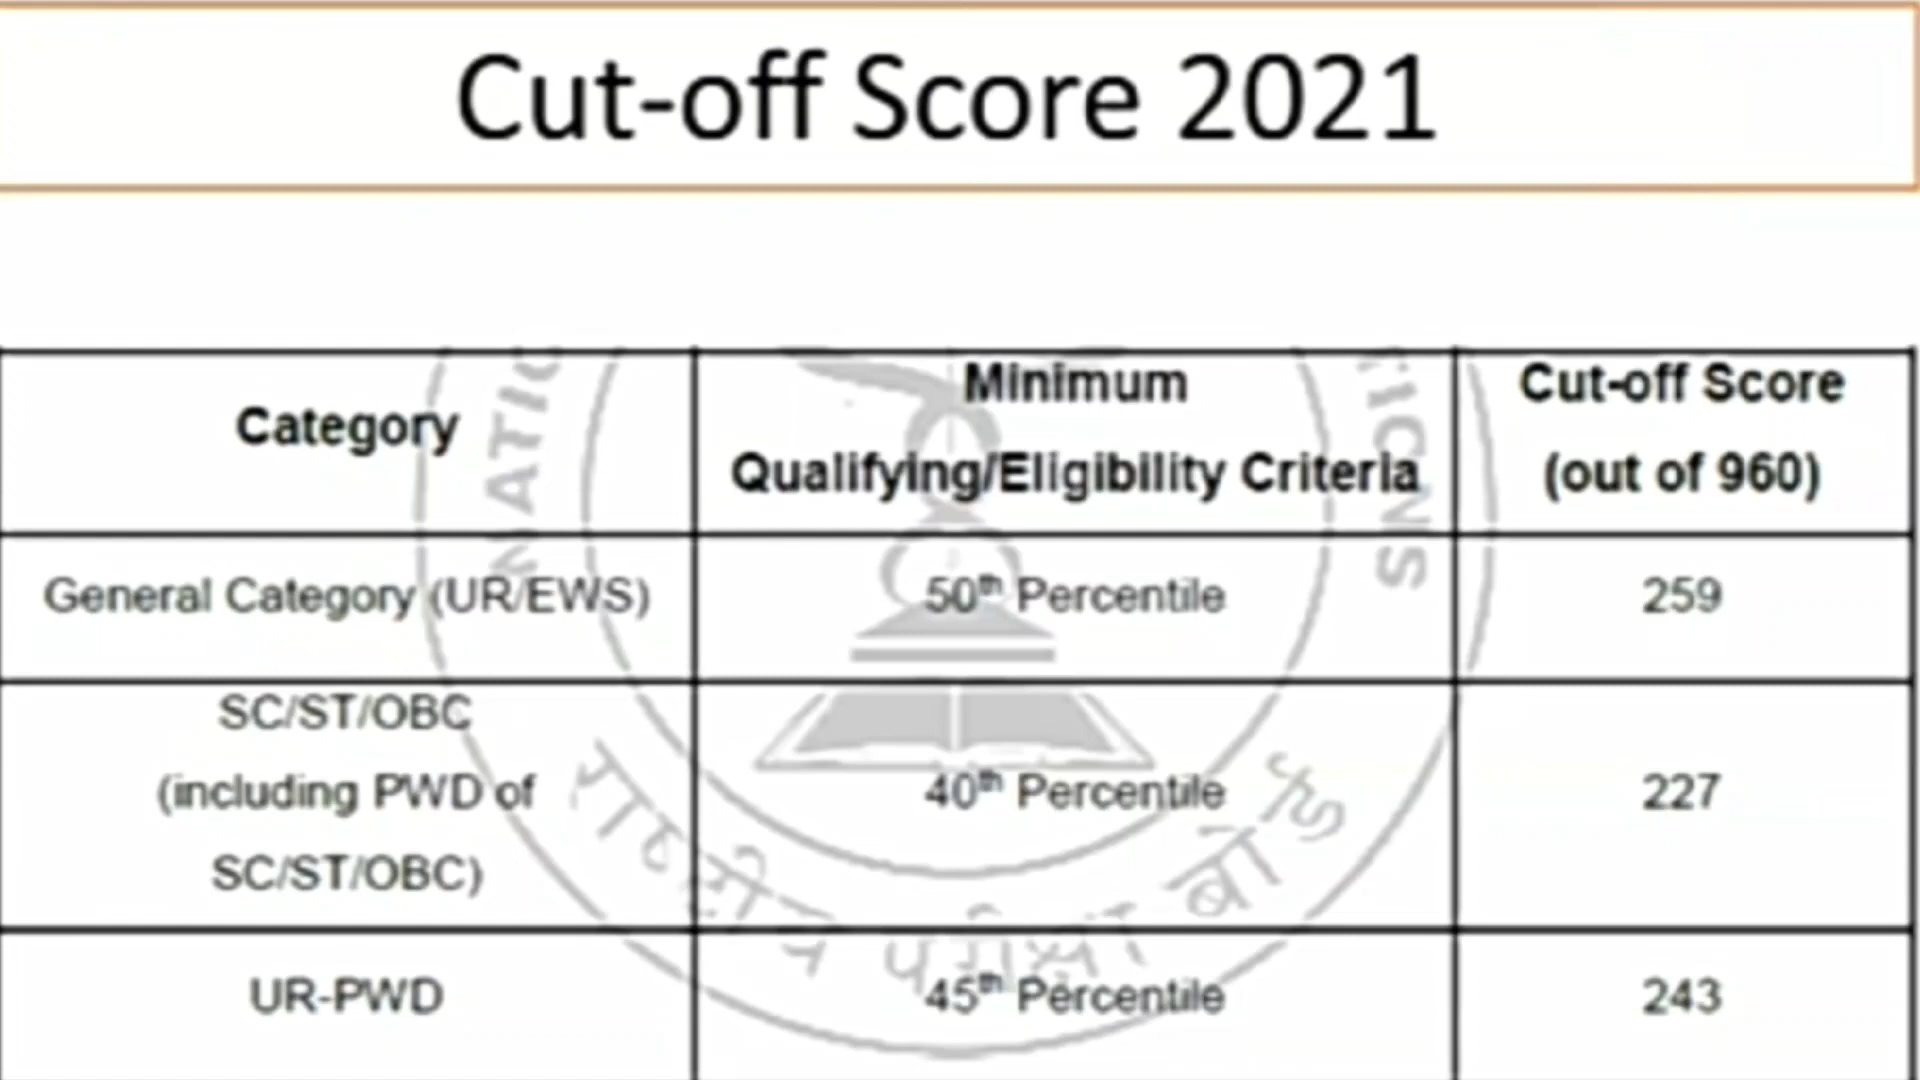 Cut-off Score 2021
Category
Minimum
Qualifying/Eligibility Criteria
Cut-off Score
(out of 960)
General Category (UR/EWS)
50th Percentile
259
SC/ST/OBC
(including PWD of
SC/ST/OBC)
40th Percentile
227
UR-PWD
45th Percentile
243
राष्ट्रीय परीक्षा बोर्ड